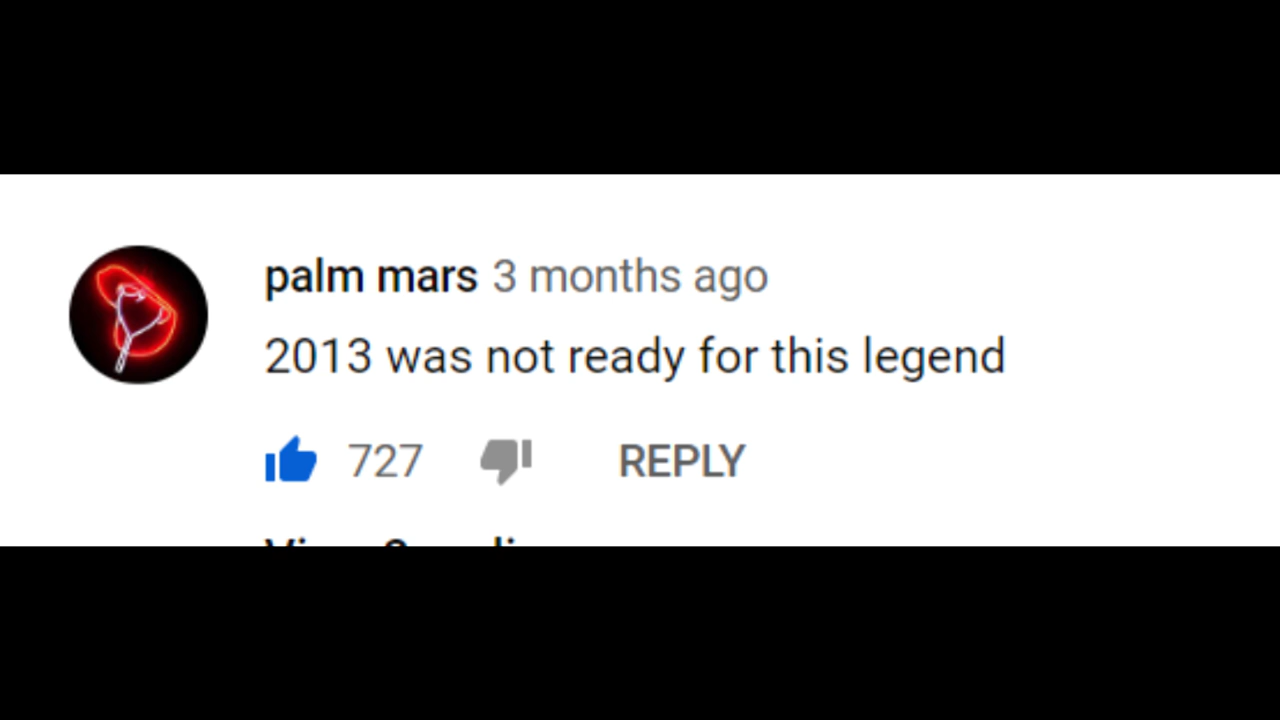 palm mars 3 months ago
2013 was not ready for this legend
727 REPLY